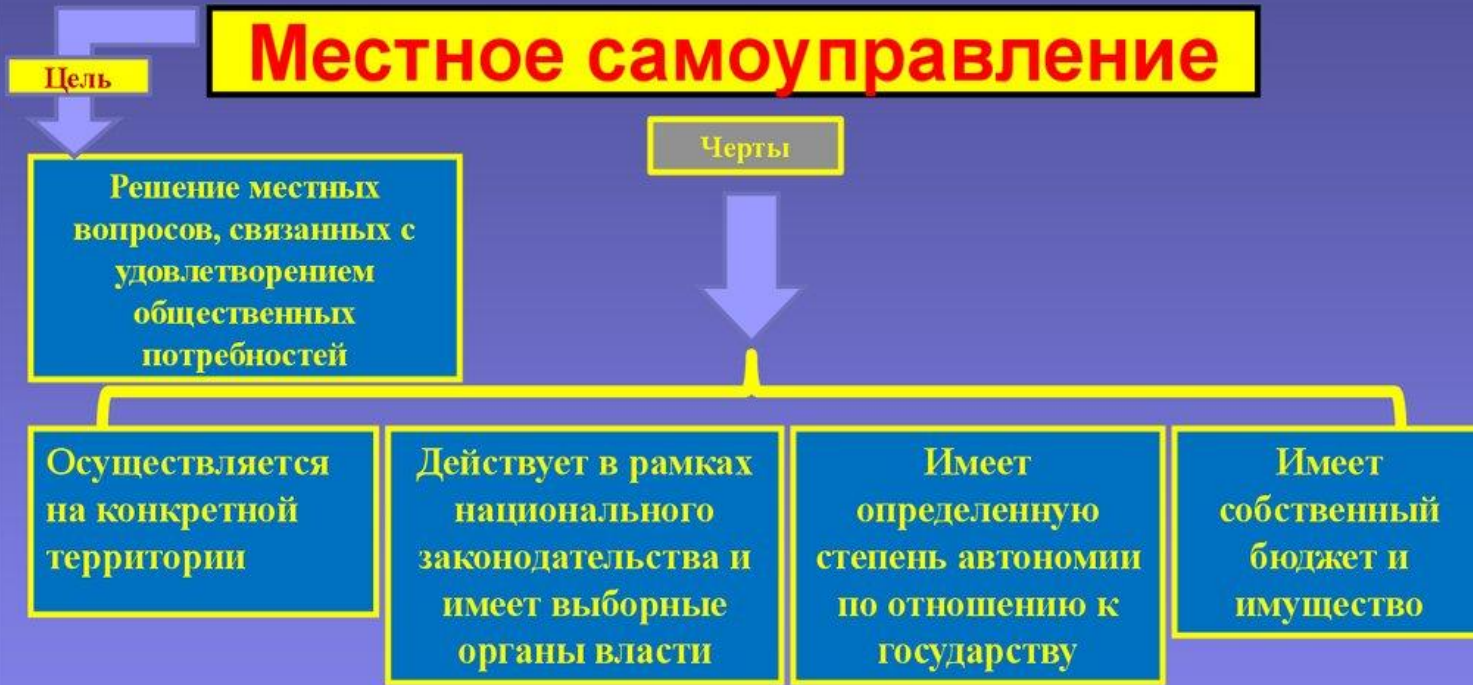 Местное самоуправление
Цель
Черты
Решение местных
вопросов, связанных с
удовлетворением
общественных
потребностей
Осуществляется
на конкретной
территории
Действует в рамках
национального
законодательства и
имеет выборные
органы власти
Имеет
определенную
степень автономии
по отношению к
государству
Имеет
собственный
бюджет и
имущество